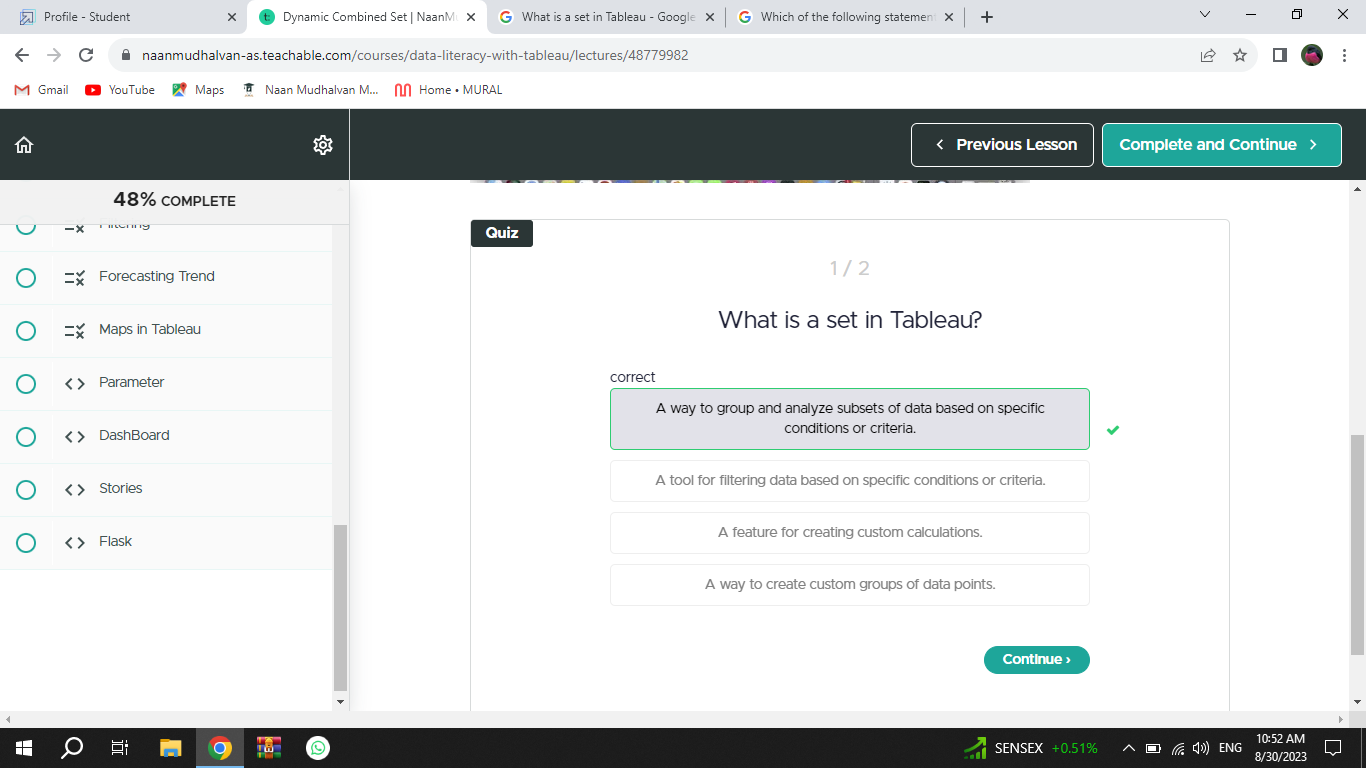 Profile - Student
Dynamic Combined Set | NaanMu
What is a set in Tableau - Google
Which of the following statement
naanmudhalvan-as.teachable.com/courses/data-literacy-with-tableau/lectures/48779982
Gmail
YouTube
Maps
Naan Mudhalvan M...
Home • MURAL
Previous Lesson
Complete and Continue
48% COMPLETE
Filtering
Forecasting Trend
Maps in Tableau
Parameter
DashBoard
Stories
Flask
Quiz
1 / 2
What is a set in Tableau?
correct
A way to group and analyze subsets of data based on specific
conditions or criteria.
A tool for filtering data based on specific conditions or criteria.
A feature for creating custom calculations.
A way to create custom groups of data points.
Continue ›
SENSEX +0.51%
ENG
10:52 AM
8/30/2023